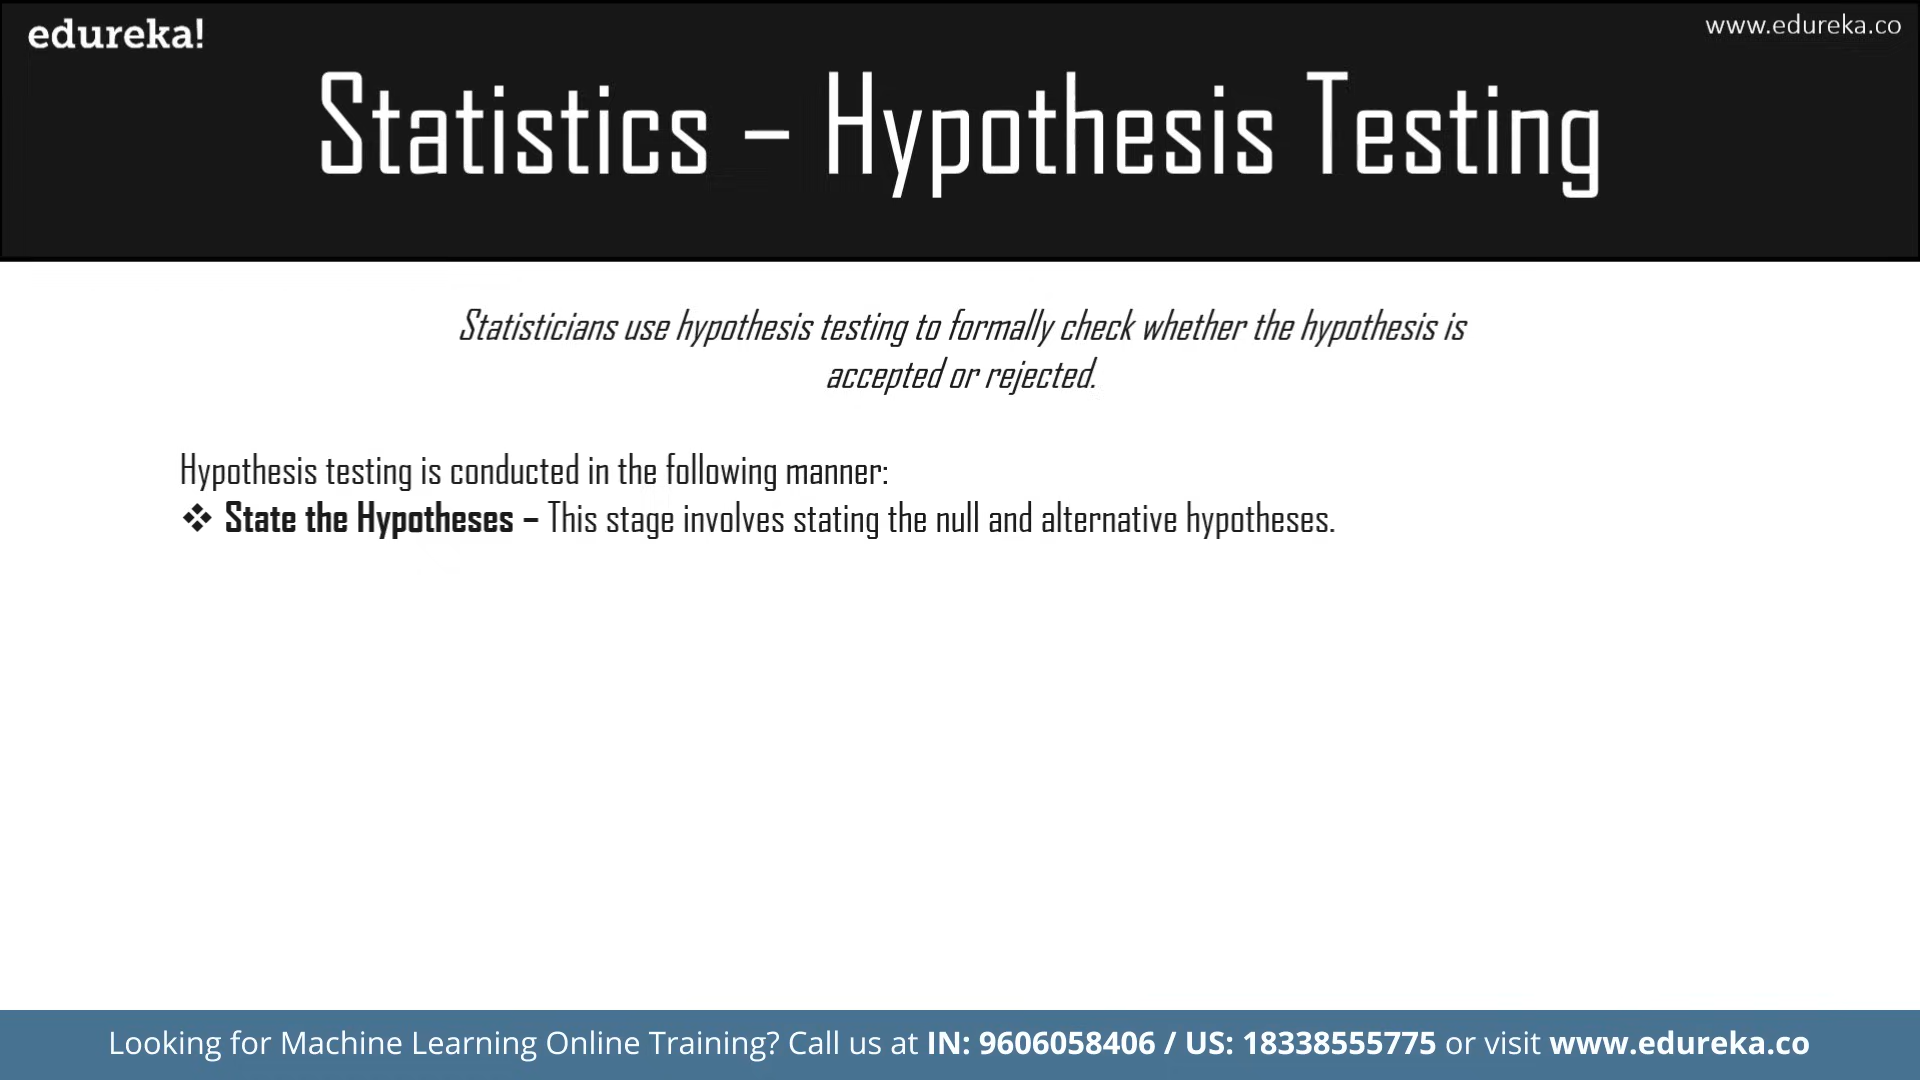 edureka!
www.edureka.co
Statistics – Hypothesis Testing
Statisticians use hypothesis testing to formally check whether the hypothesis is
accepted or rejected.
Hypothesis testing is conducted in the following manner:
❖ State the Hypotheses – This stage involves stating the null and alternative hypotheses.
Looking for Machine Learning Online Training? Call us at IN: 9606058406 / US: 18338555775 or visit www.edureka.co